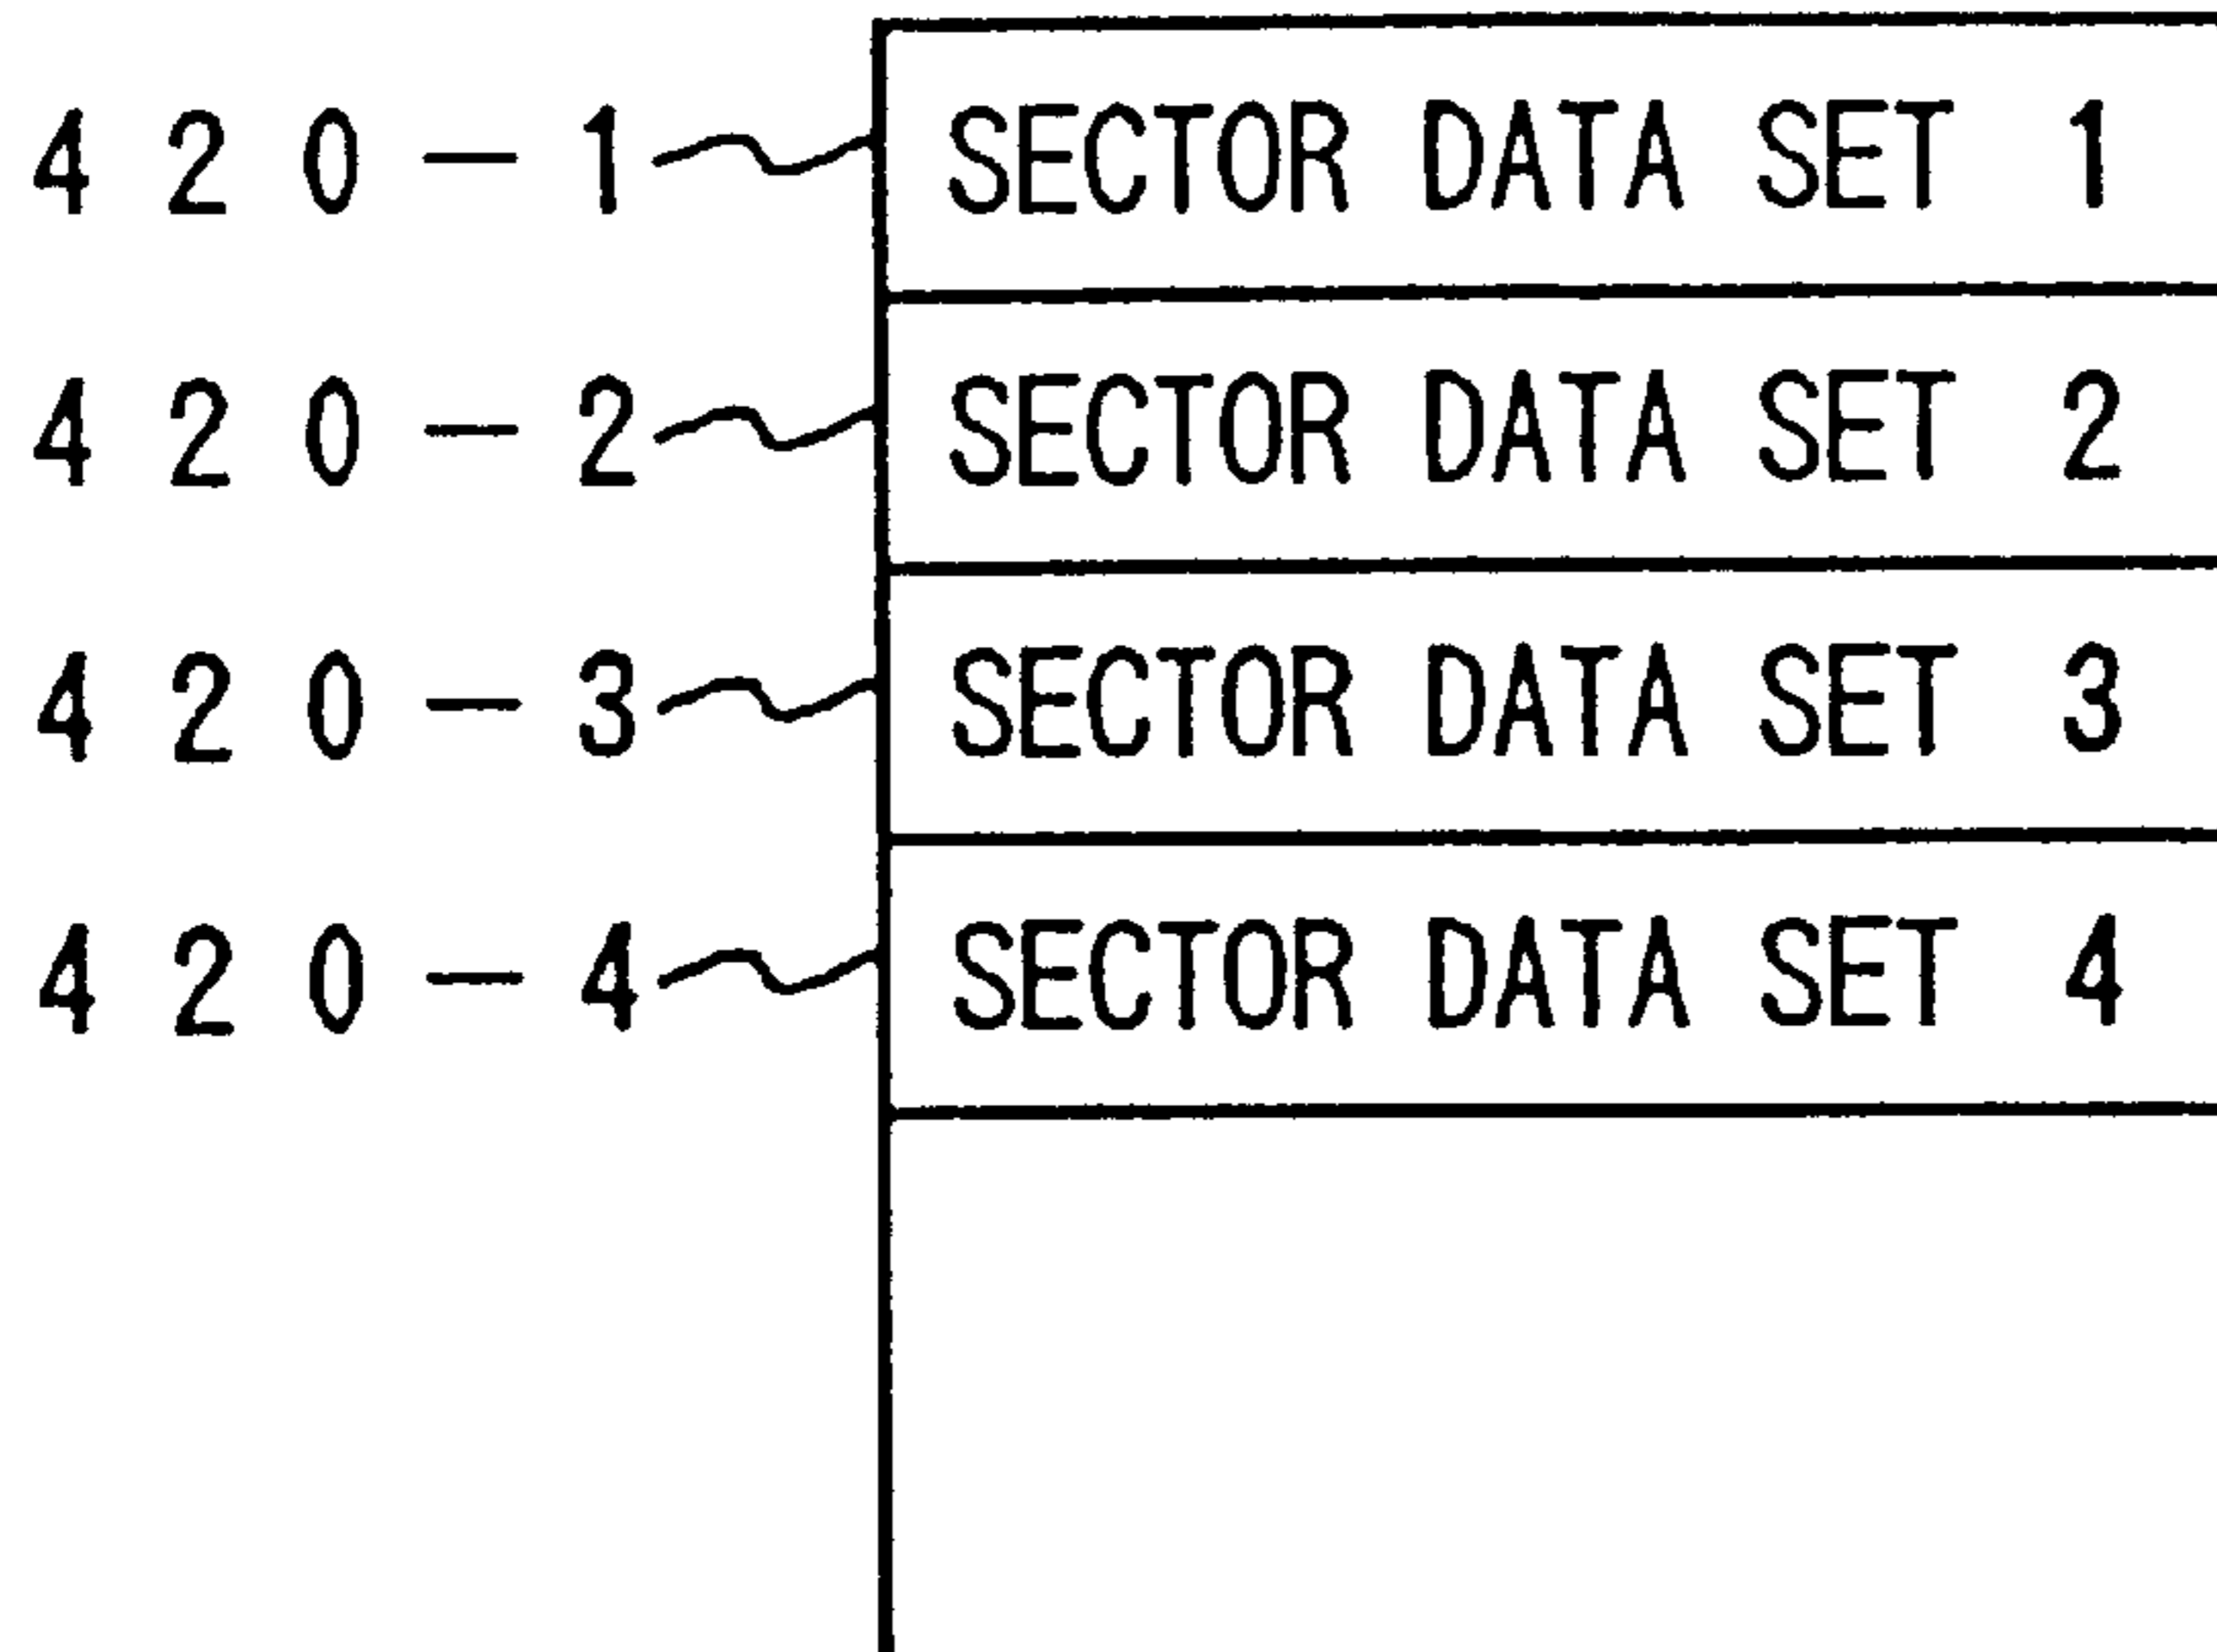 420-1 SECTOR DATA SET 1
420-2 SECTOR DATA SET 2
420-3 SECTOR DATA SET 3
420-4 SECTOR DATA SET 4